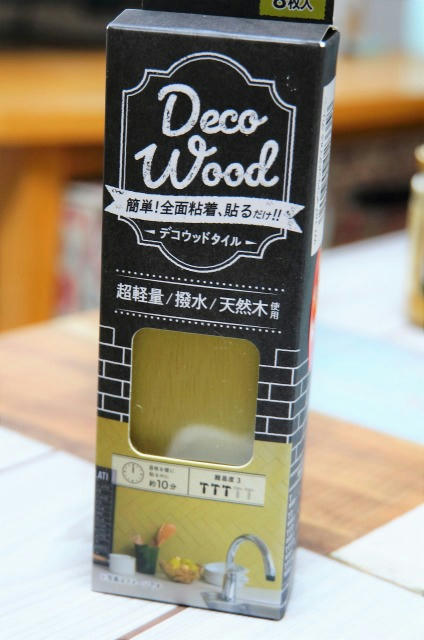 8枚入
Deco
Wood
簡単!全面粘着、貼るだけ!!
デコウッドタイル
超軽量/撥水/天然木使用
約10分
難易度 3
ATI